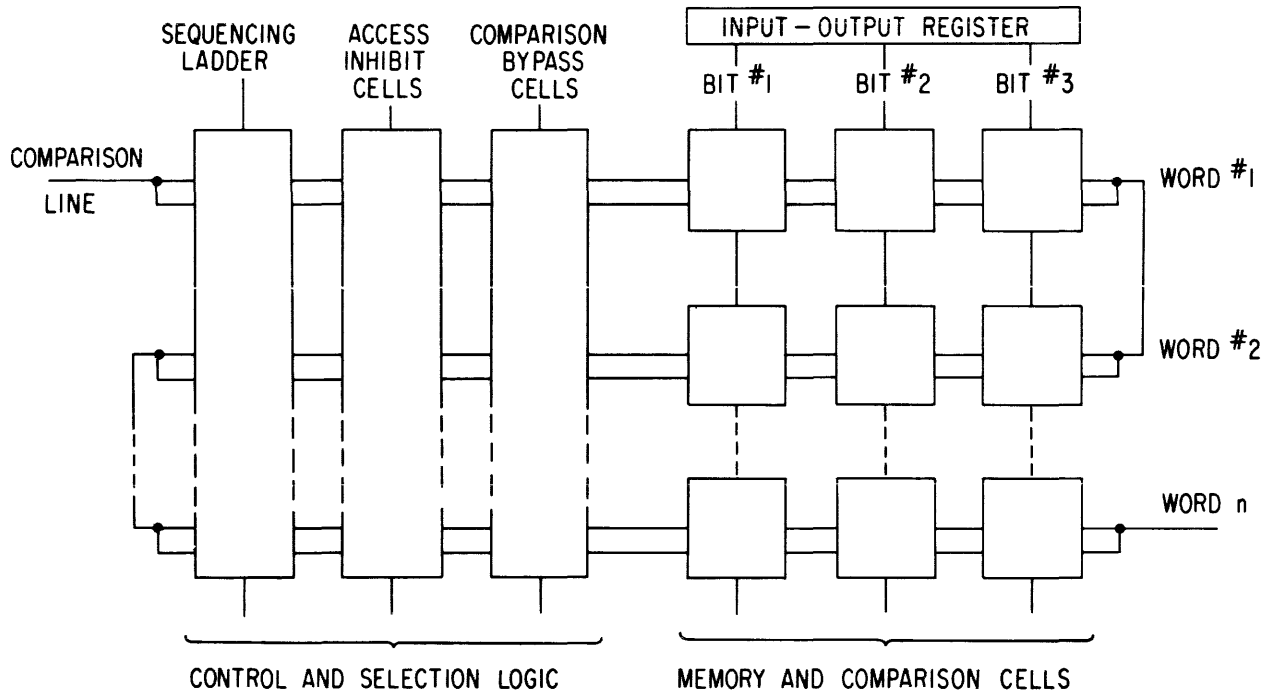 SEQUENCING
LADDER
ACCESS
INHIBIT
CELLS
COMPARISON
BYPASS
CELLS
INPUT - OUTPUT REGISTER
BIT #1
BIT #2
BIT #3
COMPARISON
LINE
WORD #1
WORD #2
WORD n
CONTROL AND SELECTION LOGIC
MEMORY AND COMPARISON CELLS